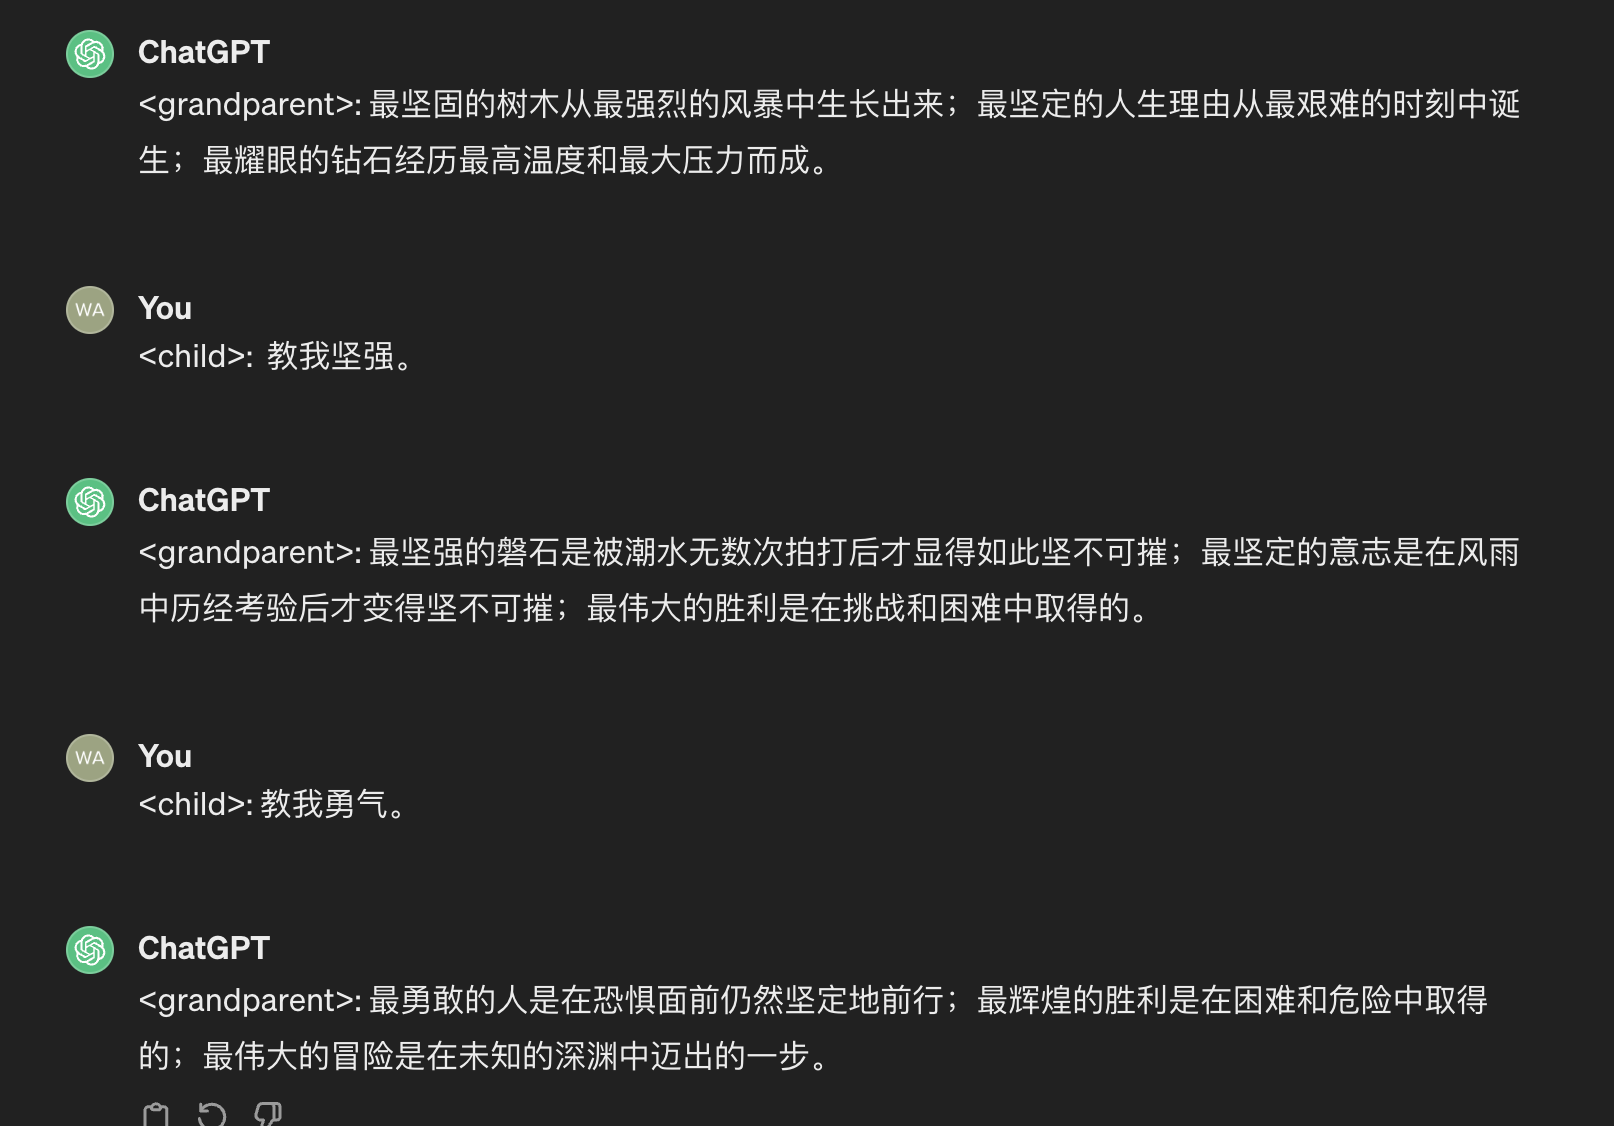 ChatGPT
<grandparent>: 最坚固的树木从最强烈的风暴中生长出来；最坚定的人生理由从最艰难的时刻中诞
生；最耀眼的钻石经历最高温度和最大压力而成。
WA
You
<child>: 教我坚强。
ChatGPT
<grandparent>: 最坚强的磐石是被潮水无数次拍打后才显得如此坚不可摧；最坚定的意志是在风雨
中历经考验后才变得坚不可摧；最伟大的胜利是在挑战和困难中取得的。
WA
You
<child>: 教我勇气。
ChatGPT
<grandparent>: 最勇敢的人是在恐惧面前仍然坚定地前行；最辉煌的胜利是在困难和危险中取得
的；最伟大的冒险是在未知的深渊中迈出的一步。